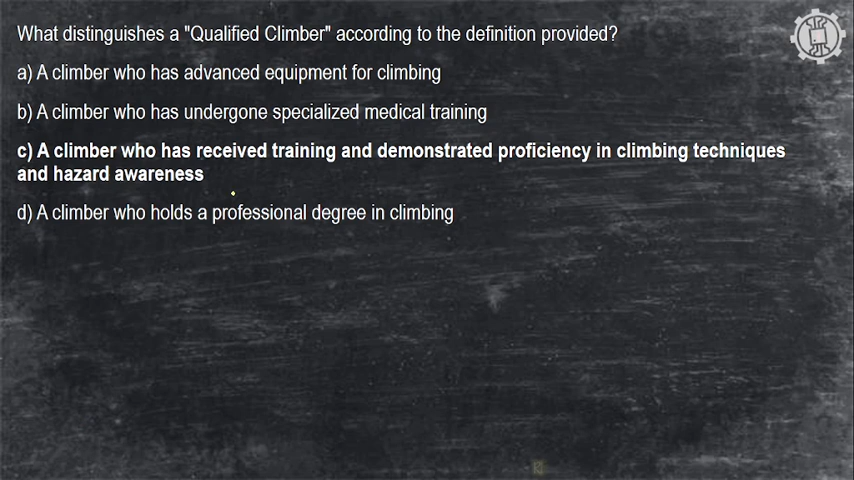 What distinguishes a "Qualified Climber" according to the definition provided?
a) A climber who has advanced equipment for climbing
b) A climber who has undergone specialized medical training
c) A climber who has received training and demonstrated proficiency in climbing techniques
and hazard awareness
d) A climber who holds a professional degree in climbing